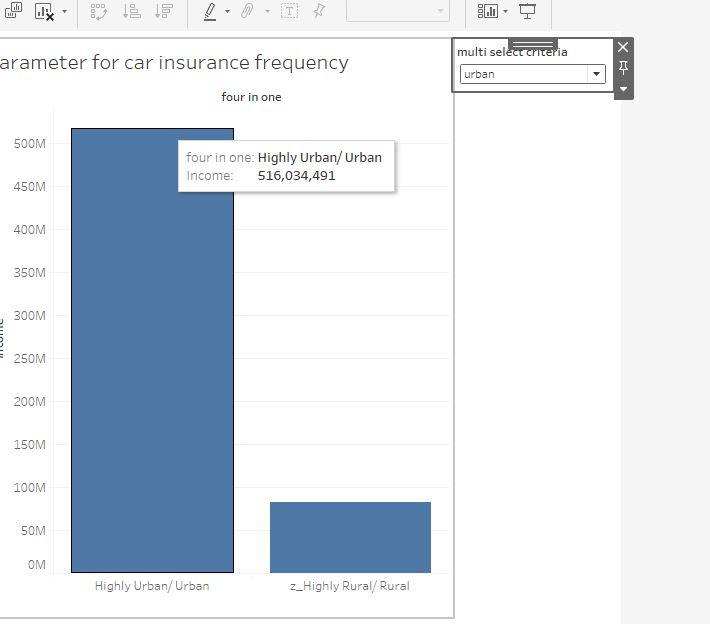 arameter for car insurance frequency
multi select criteria
urban
four in one
500M
four in one: Highly Urban/ Urban
Income: 516,034,491
450M
400M
350M
300M
Income
250M
200M
150M
100M
50M
0M
Highly Urban/ Urban
z_Highly Rural/ Rural